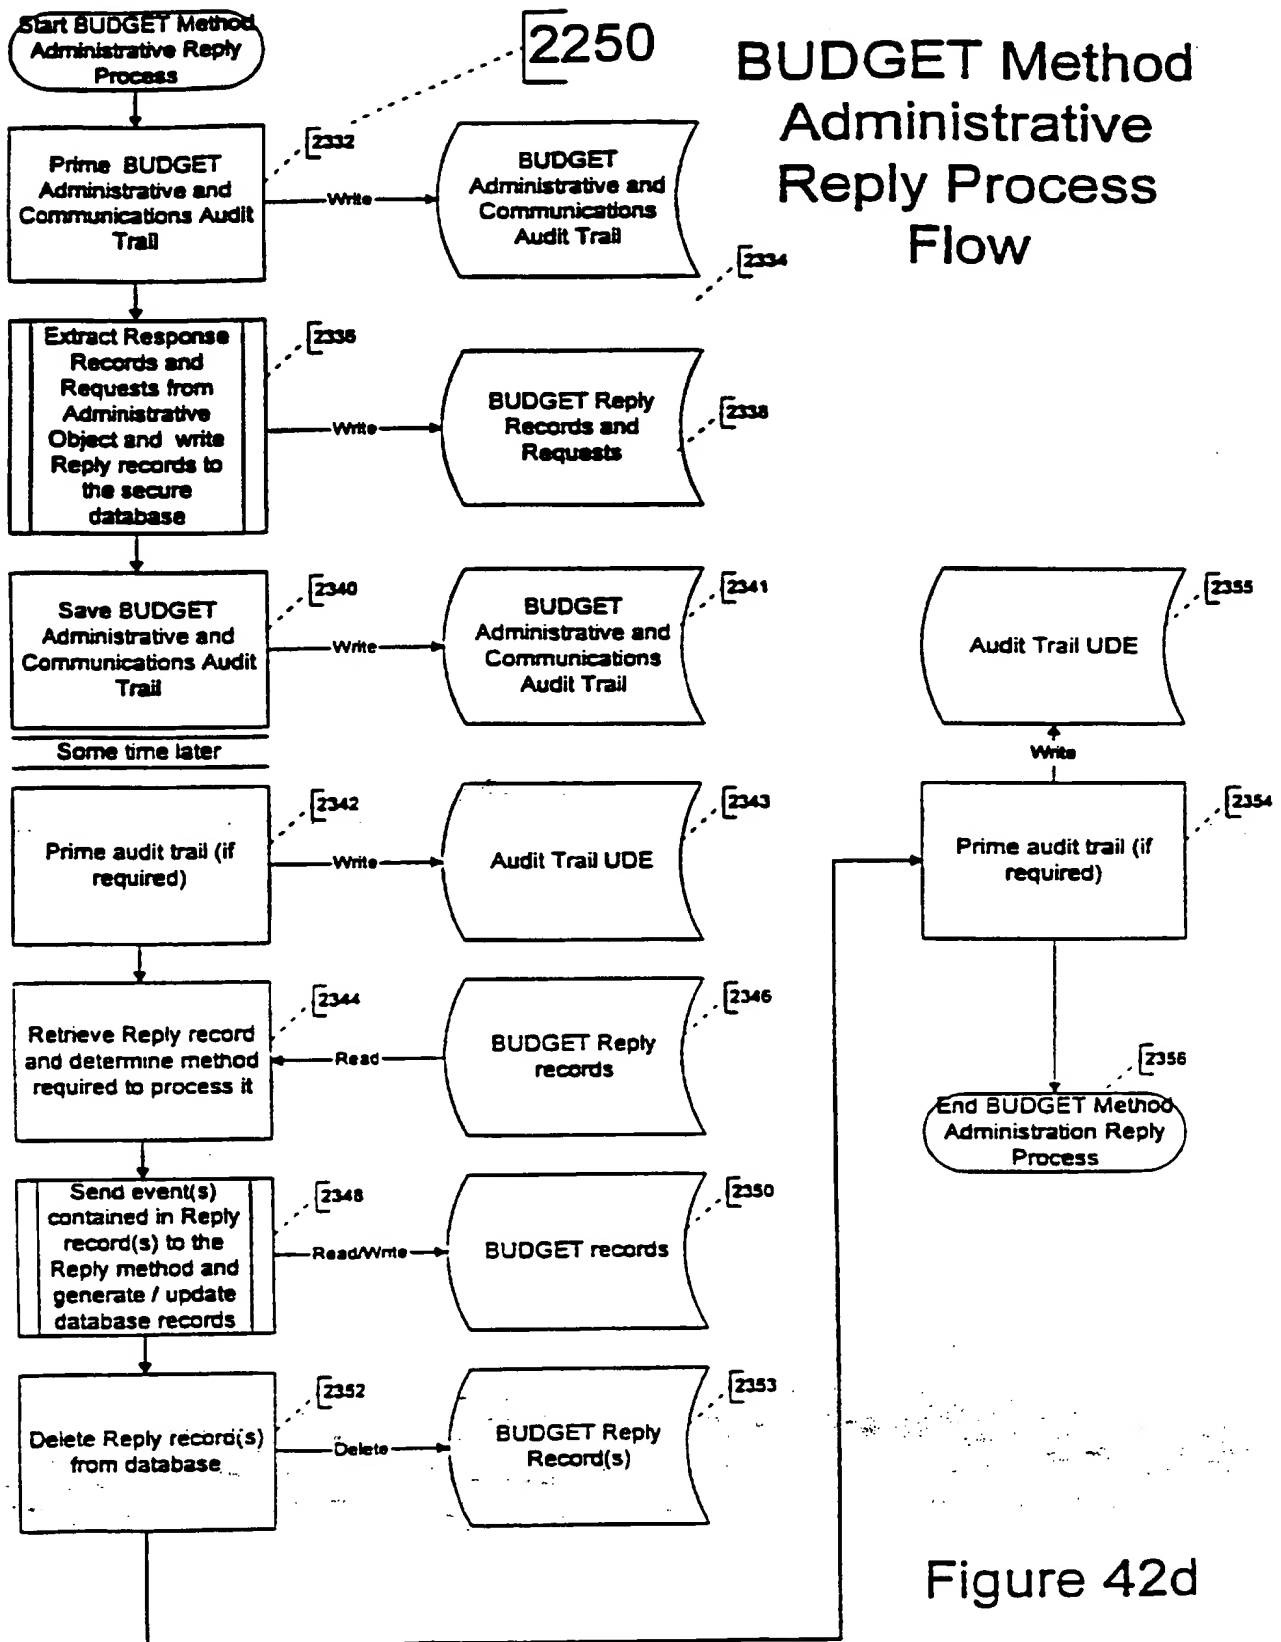 Start BUDGET Method
Administrative Reply
Process
2250
BUDGET Method
Administrative
Reply Process
Flow
Prime BUDGET
Administrative and
Communications Audit
Trail
2332
Write
BUDGET
Administrative and
Communications
Audit Trail
2334
Extract Response
Records and
Requests from
Administrative
Object and write
Reply records to
the secure
database
2336
Write
BUDGET Reply
Records and
Requests
2338
Save BUDGET
Administrative and
Communications Audit
Trail
2340
Write
BUDGET
Administrative and
Communications
Audit Trail
2341
Some time later
Prime audit trail (if
required)
2342
Write
Audit Trail UDE
2343
Retrieve Reply record
and determine method
required to process it
2344
Read
BUDGET Reply
records
2346
Send event(s)
contained in Reply
record(s) to the
Reply method and
generate / update
database records
2348
Read/Write
BUDGET records
2350
Delete Reply record(s)
from database
2352
Delete
BUDGET Reply
Record(s)
2353
Audit Trail UDE
2355
Write
Prime audit trail (if
required)
2354
2356
End BUDGET Method
Administration Reply
Process
Figure 42d